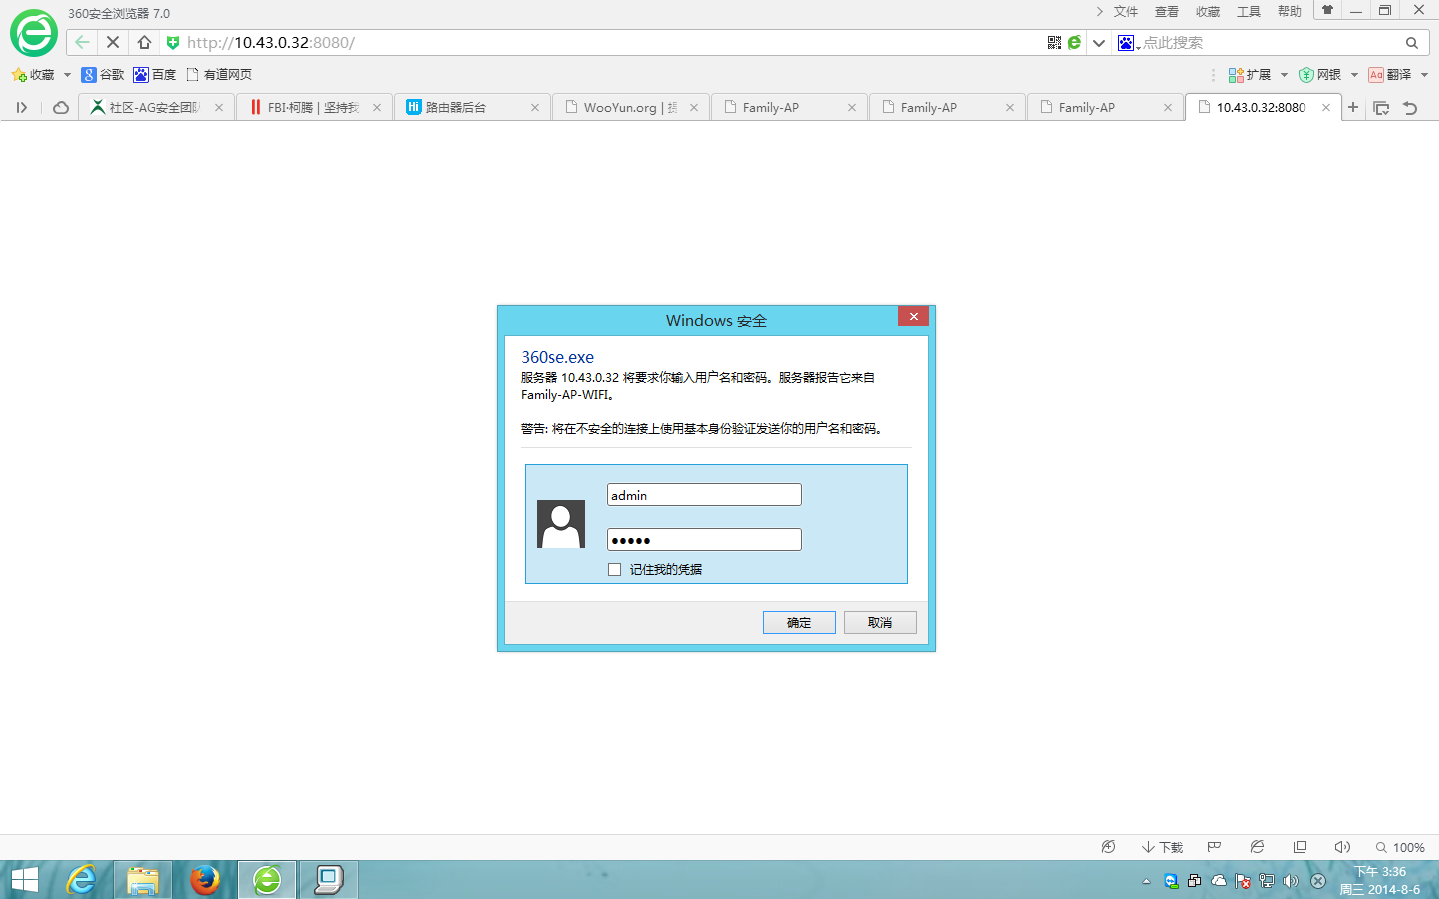 360安全浏览器 7.0
文件 查看 收藏 工具 帮助
http://10.43.0.32:8080/
点此搜索
收藏 谷歌 百度 有道网页
扩展 网银 Aa 翻译
社区-AG安全团队
FBI·柯腾 | 坚持我
Hi 路由器后台
WooYun.org |
Family-AP
Family-AP
Family-AP
10.43.0.32:8080
Windows 安全
360se.exe
服务器 10.43.0.32 将要求你输入用户名和密码。服务器报告它来自
Family-AP-WIFI。
警告: 将在不安全的连接上使用基本身份验证发送你的用户名和密码。
admin
●●●●●
记住我的凭据
确定 取消
下载
100%
下午 3:36
周三 2014-8-6